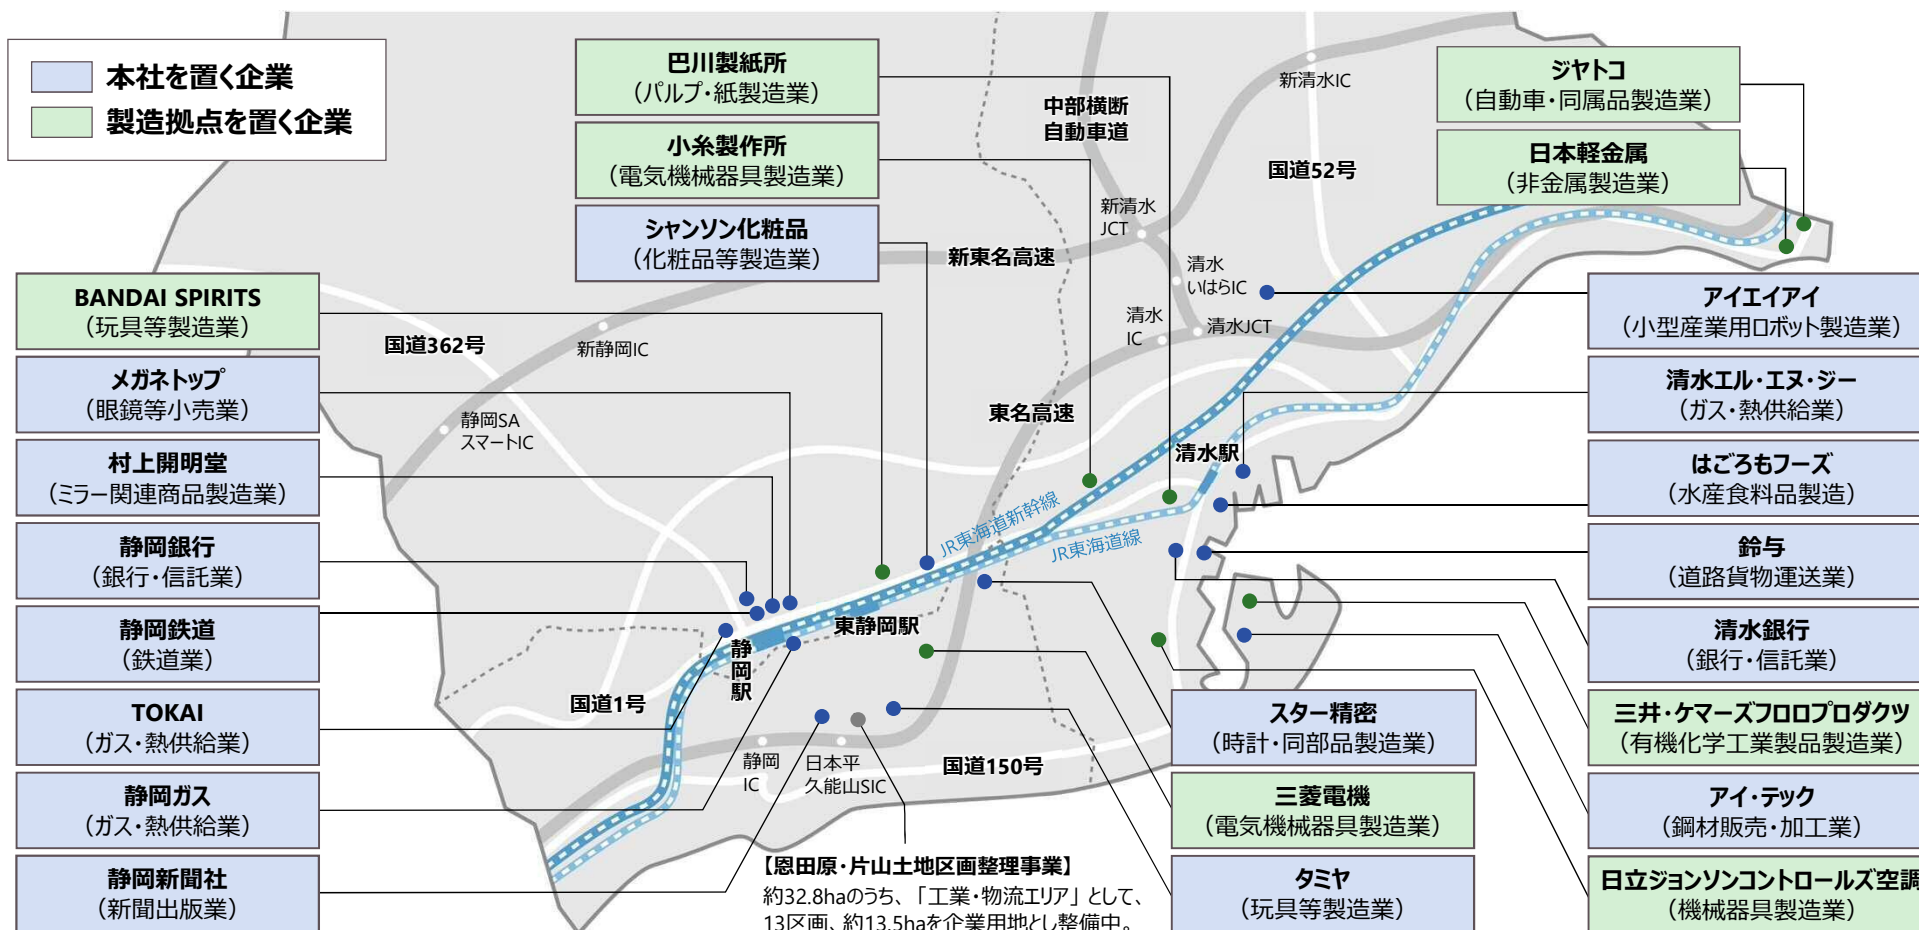 本社を置く企業
製造拠点を置く企業
巴川製紙所
（パルプ・紙製造業）
小糸製作所
（電気機械器具製造業）
シャンソン化粧品
（化粧品等製造業）
中部横断
自動車道
新清水IC
国道52号
新清水
JCT
新東名高速
清水
いはらIC
清水
IC
清水JCT
ジヤトコ
（自動車・同属品製造業）
日本軽金属
（非金属製造業）
BANDAI SPIRITS
（玩具等製造業）
メガネトップ
（眼鏡等小売業）
村上開明堂
（ミラー関連商品製造業）
静岡銀行
（銀行・信託業）
静岡鉄道
（鉄道業）
TOKAI
（ガス・熱供給業）
静岡ガス
（ガス・熱供給業）
静岡新聞社
（新聞出版業）
国道362号
新静岡IC
静岡SA
スマートIC
東名高速
清水駅
JR東海道新幹線
JR東海道線
東静岡駅
静岡駅
国道1号
静岡
IC
日本平
久能山SIC
国道150号
【恩田原・片山土地区画整理事業】
約32.8haのうち、「工業・物流エリア」として、
13区画、約13.5haを企業用地とし整備中。
アイエイアイ
（小型産業用ロボット製造業）
清水エル・エヌ・ジー
（ガス・熱供給業）
はごろもフーズ
（水産食料品製造）
鈴与
（道路貨物運送業）
清水銀行
（銀行・信託業）
三井・ケマーズフロロプロダクツ
（有機化学工業製品製造業）
アイ・テック
（鋼材販売・加工業）
日立ジョンソンコントロールズ空調
（機械器具製造業）
スター精密
（時計・同部品製造業）
三菱電機
（電気機械器具製造業）
タミヤ
（玩具等製造業）